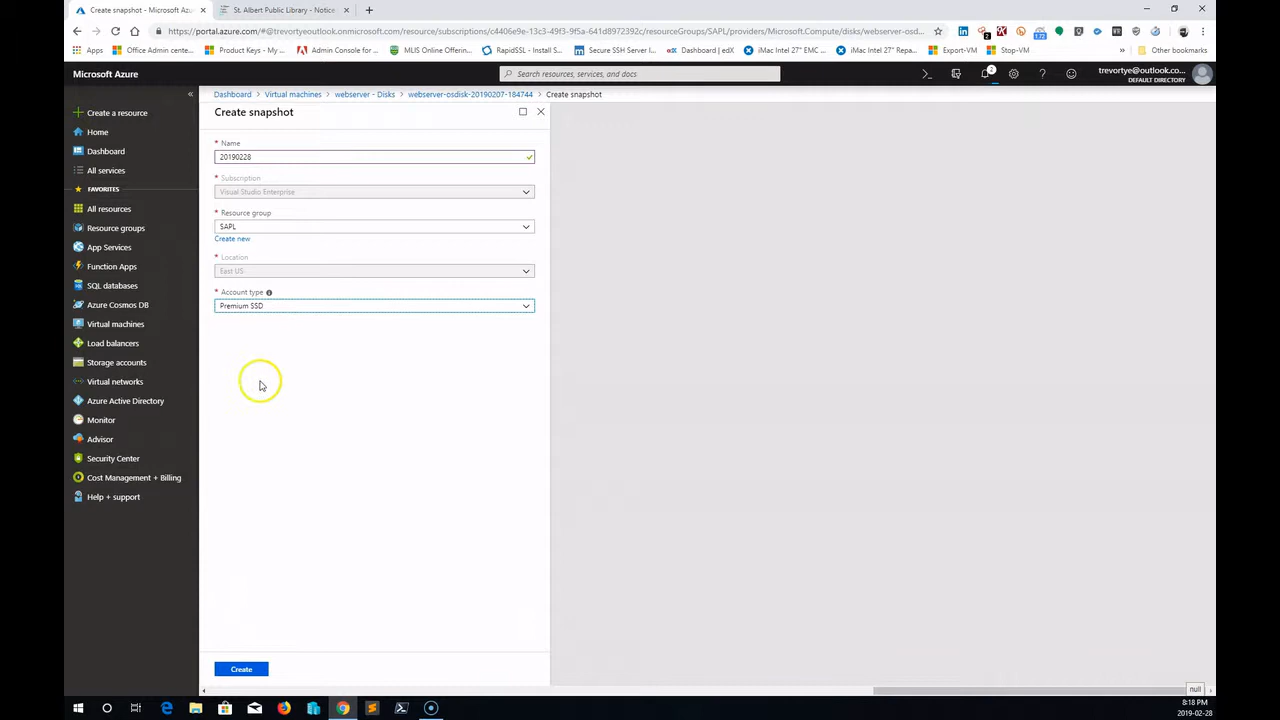 Create snapshot - Microsoft Azu
St. Albert Public Library - Notice
https://portal.azure.com/#@trevortyeoutlook.onmicrosoft.com/resource/subscriptions/c4406e9e-13c3-49f3-9f5a-641d8972392c/resourceGroups/SAPL/providers/Microsoft.Compute/disks/webserver-osd...
Apps
Office Admin cente...
Product Keys - My...
Admin Console for...
MLIS Online Offerin...
RapidSSL - Install S...
Secure SSH Server I...
Dashboard | edX
iMac Intel 27" EMC ...
iMac Intel 27" Repa...
Export-VM
Stop-VM
»
Other bookmarks
Microsoft Azure
Search resources, services, and docs
2
trevortye@outlook.co...
DEFAULT DIRECTORY
Dashboard > Virtual machines > webserver - Disks > webserver-osdisk-20190207-184744 > Create snapshot
Create a resource
Home
Dashboard
All services
FAVORITES
All resources
Resource groups
App Services
Function Apps
SQL databases
Azure Cosmos DB
Virtual machines
Load balancers
Storage accounts
Virtual networks
Azure Active Directory
Monitor
Advisor
Security Center
Cost Management + Billing
Help + support
Create snapshot
* Name
20190228
* Subscription
Visual Studio Enterprise
* Resource group
SAPL
Create new
* Location
East US
* Account type
Premium SSD
Create
null
8:18 PM
2019-02-28